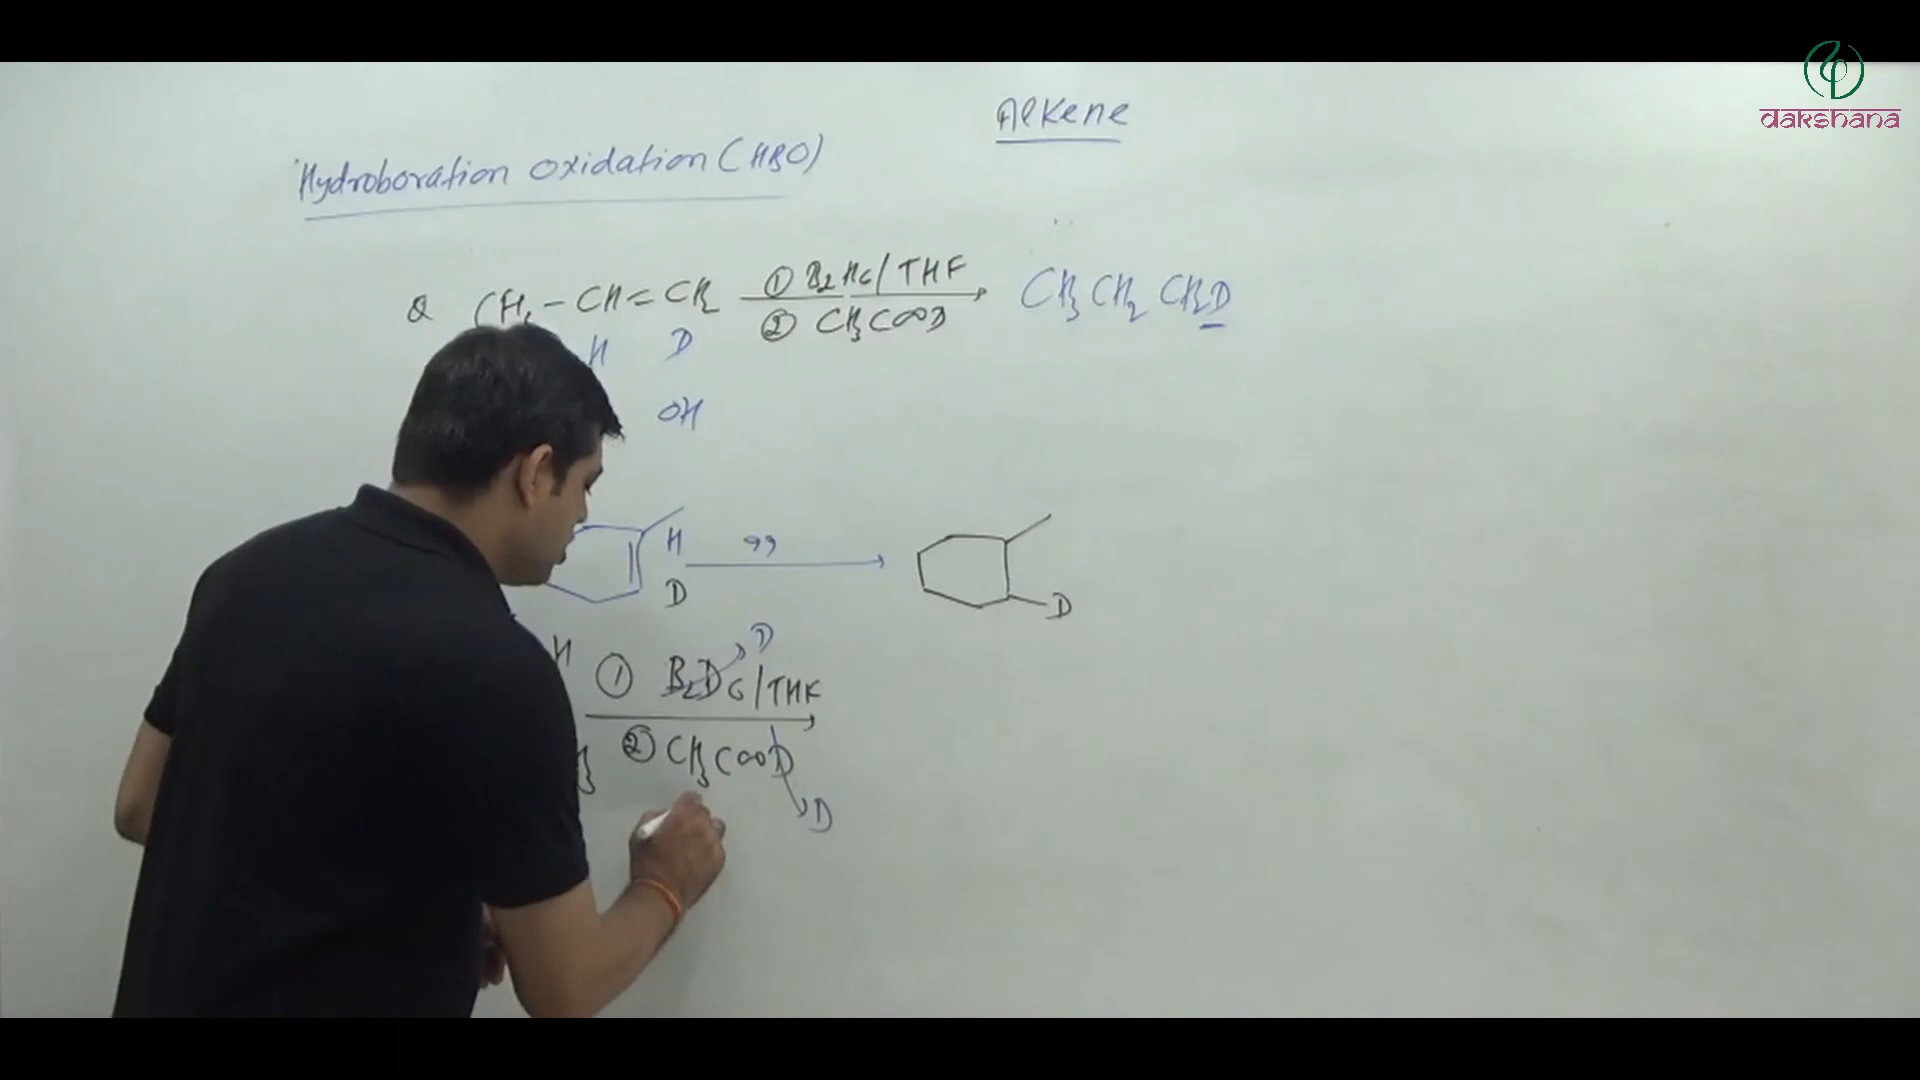 dakshana
Alkene
Hydroboration Oxidation (HBO)
Q CH3 - CH = CH2 ① B2H6/THF CH3CH2CH2D
② CH3COOD
H D
OH
H ,,
D D
D
H ① B2D6/THF
② CH3COOD
D